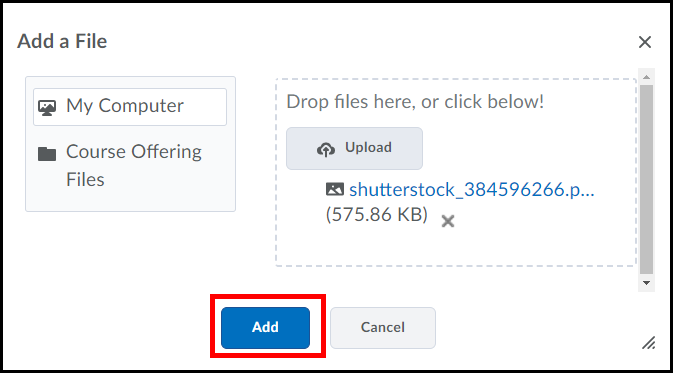 Add a File
My Computer
Course Offering
Files
Drop files here, or click below!
Upload
shutterstock_384596266.p...
(575.86 KB)
Add
Cancel